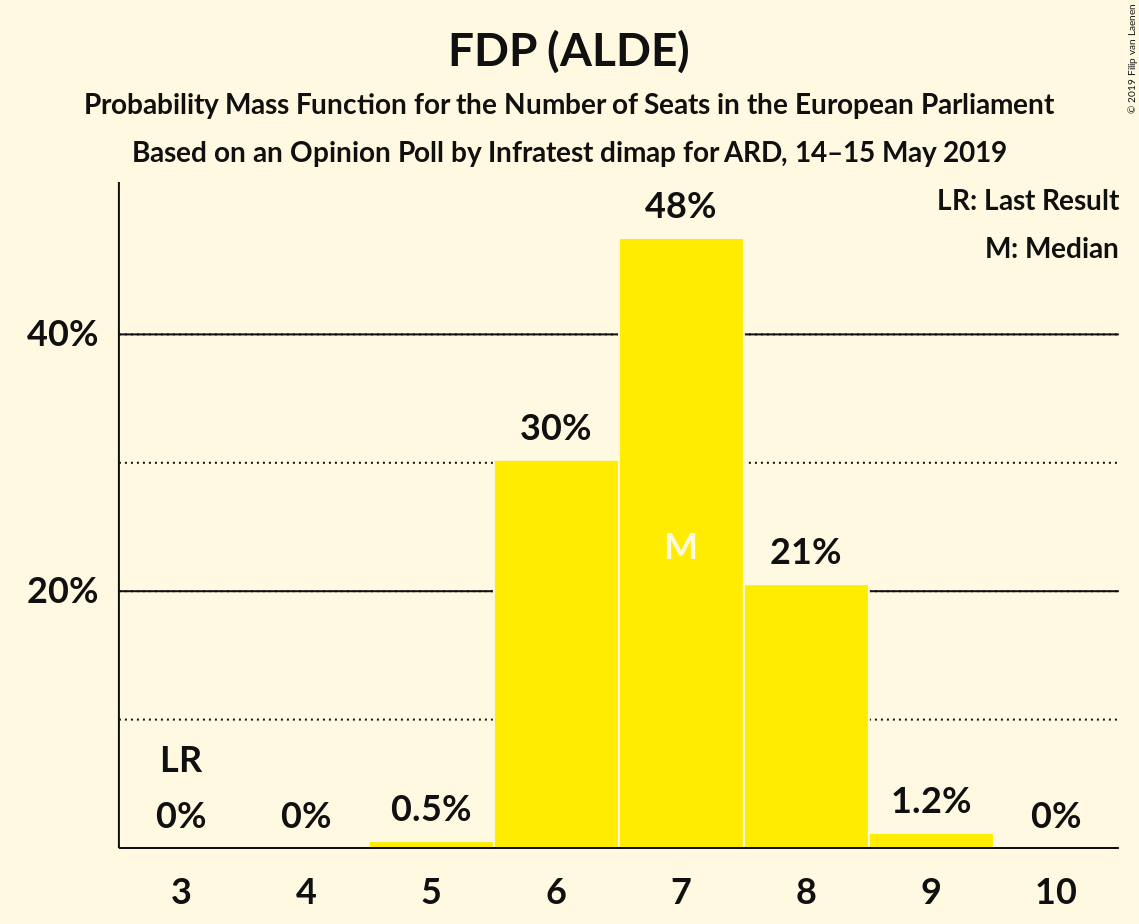 FDP (ALDE)
Probability Mass Function for the Number of Seats in the European Parliament
Based on an Opinion Poll by Infratest dimap for ARD, 14–15 May 2019
© 2019 Filip van Laenen
LR: Last Result
M: Median
48%
40%
30%
M
21%
20%
LR
0%
0%
0.5%
1.2%
0%
3 4 5 6 7 8 9 10